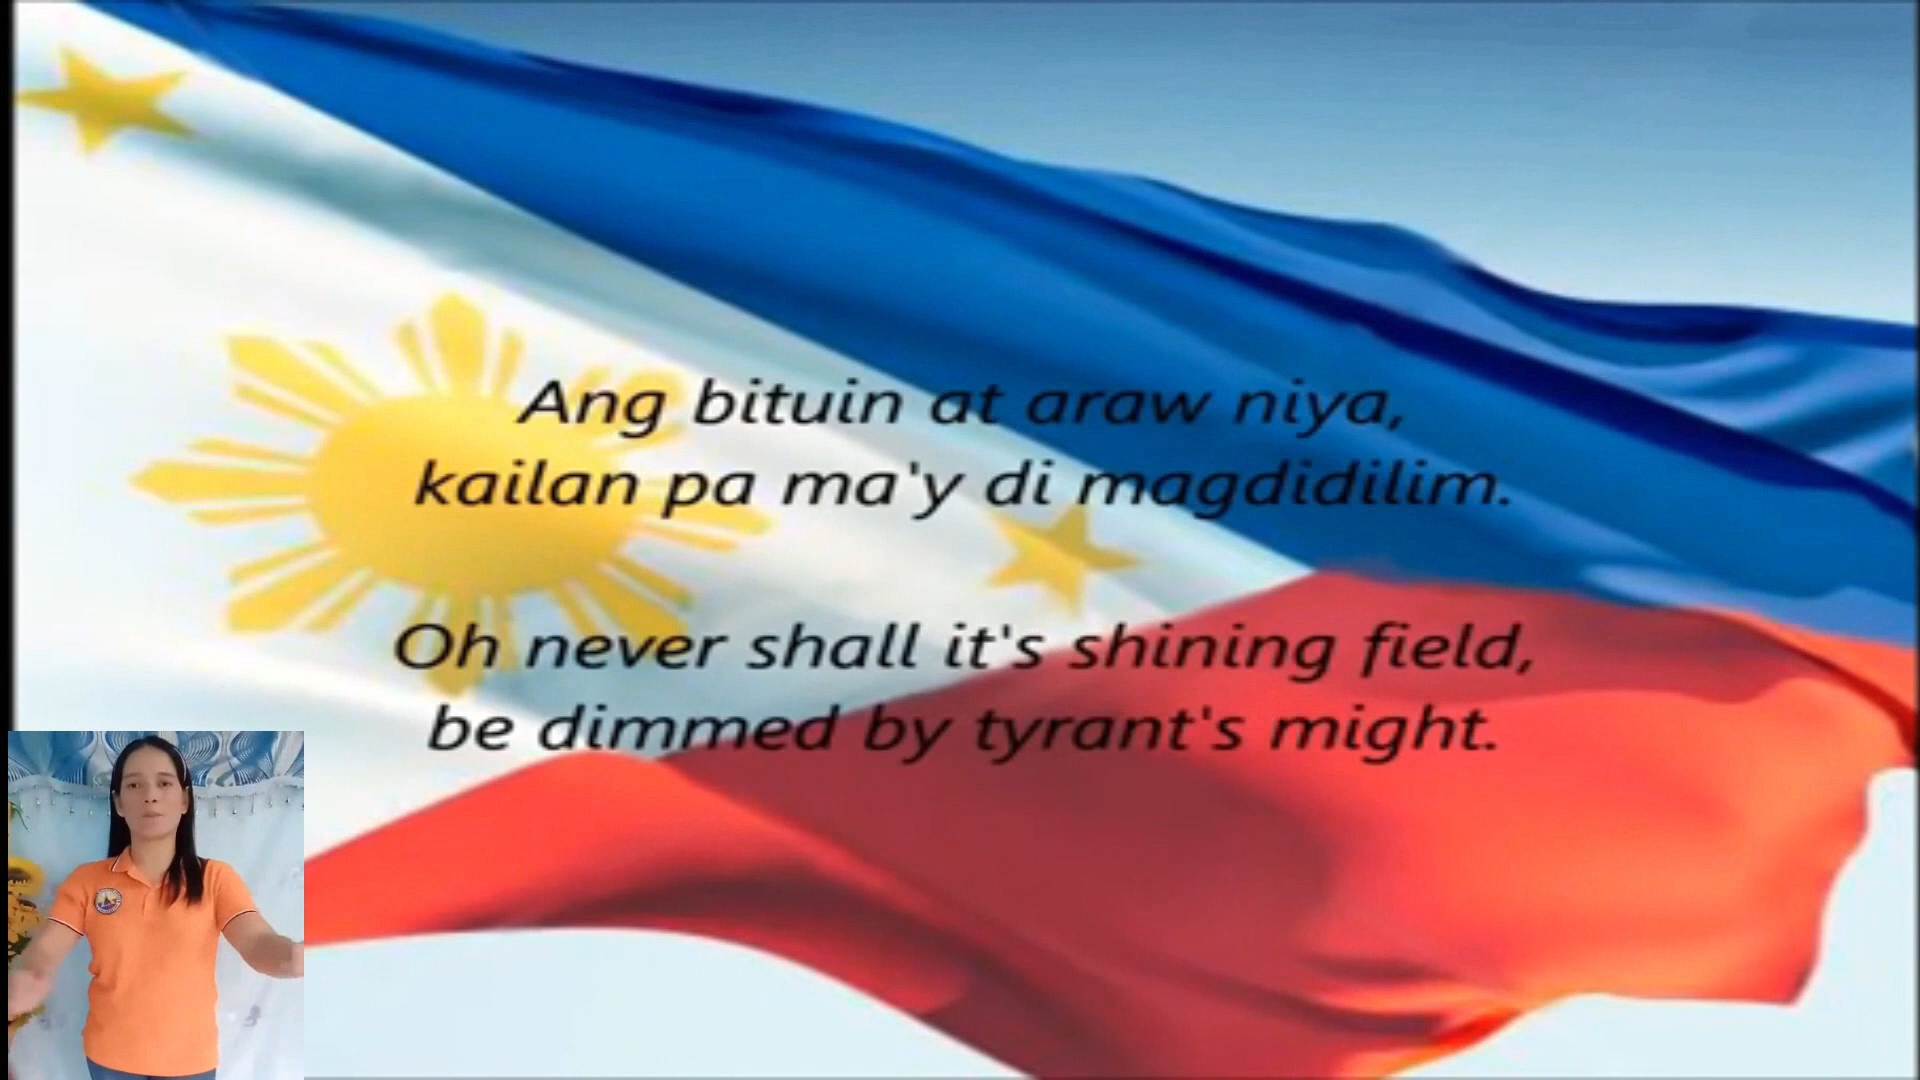 Ang bituin at araw niya,
kailan pa ma'y di magdidilim.
Oh never shall it's shining field,
be dimmed by tyrant's might.